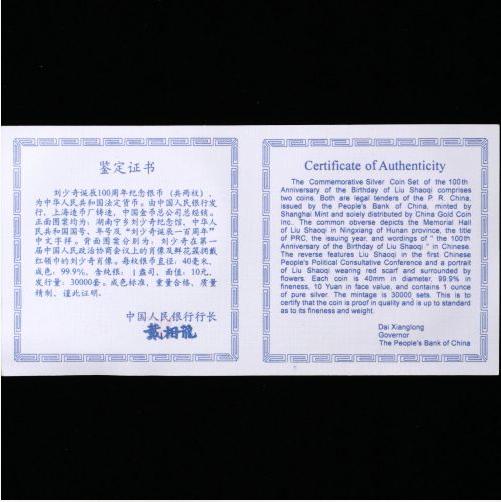 鉴定证书
刘少奇诞辰100周年纪念银币（共两枚），
为中华人民共和国法定货币。由中国人民银行发
行，上海造币厂铸造，中国金币总公司总经销。
正面图案均为：湖南宁乡刘少奇纪念馆、中华人
民共和国国号、年号及“刘少奇诞辰一百周年”
中文字样。背面图案分别为：刘少奇在第一
届中国人民政治协商会议上的肖像及鲜花簇拥戴
红领巾的刘少奇肖像。每枚银币直径：40毫米，
成色：99.9%，含纯银：1盎司，面值：10元，
发行量：30000套。成色标准，重量合格，质量
精制，谨此证明。
中国人民银行行长
戴相龍
Certificate of Authenticity
The Commemorative Silver Coin Set of the 100th
Anniversary of the Birthday of Liu Shaoqi comprises
two coins. Both are legal tenders of the P. R. China,
issued by the People's Bank of China, minted by
Shanghai Mint and solely distributed by China Gold Coin
Inc. The common obverse depicts the Memorial Hall
of Liu Shaoqi in Ningxiang of Hunan province, the title
of PRC, the issuing year, and wordings of " the 100th
Anniversary of the Birthday of Liu Shaoqi " in Chinese.
The reverse features Liu Shaoqi in the first Chinese
People's Political Consultative Conference and a portrait
of Liu Shaoqi wearing red scarf and surrounded by
flowers. Each coin is 40mm in diameter, 99.9% in
fineness, 10 Yuan in face value, and contains 1 ounce
of pure silver. The mintage is 30000 sets. This is to
certify that the coin is proof in quality and is up to standard
as to its fineness and weight.
Dai Xianglong
Governor
The People's Bank of China